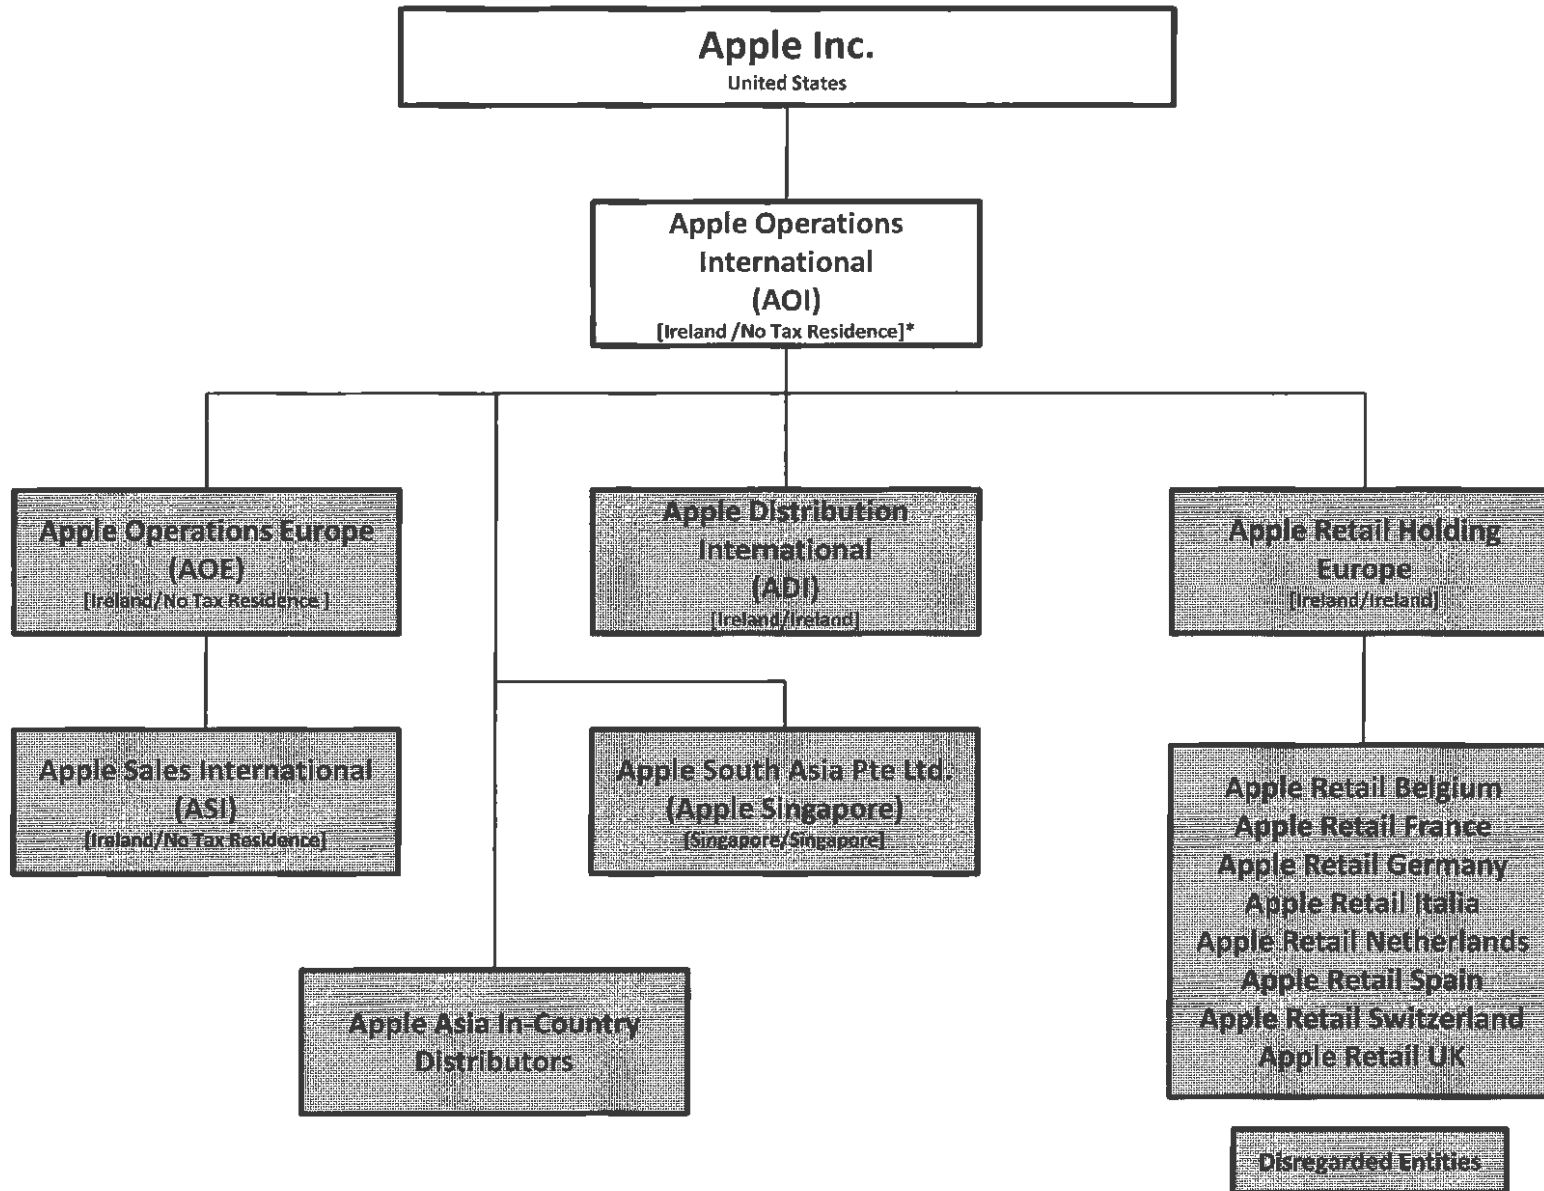 Apple Inc.
United States
Apple Operations
International
(AOI)
[Ireland /No Tax Residence]*
Apple Operations Europe
(AOE)
[Ireland/No Tax Residence ]
Apple Distribution
International
(ADI)
[Ireland/Ireland]
Apple Retail Holding
Europe
[Ireland/Ireland]
Apple Sales International
(ASI)
[Ireland/No Tax Residence]
Apple South Asia Pte Ltd.
(Apple Singapore)
[Singapore/Singapore]
Apple Retail Belgium
Apple Retail France
Apple Retail Germany
Apple Retail Italia
Apple Retail Netherlands
Apple Retail Spain
Apple Retail Switzerland
Apple Retail UK
Apple Asia In-Country
Distributors
Disregarded Entities